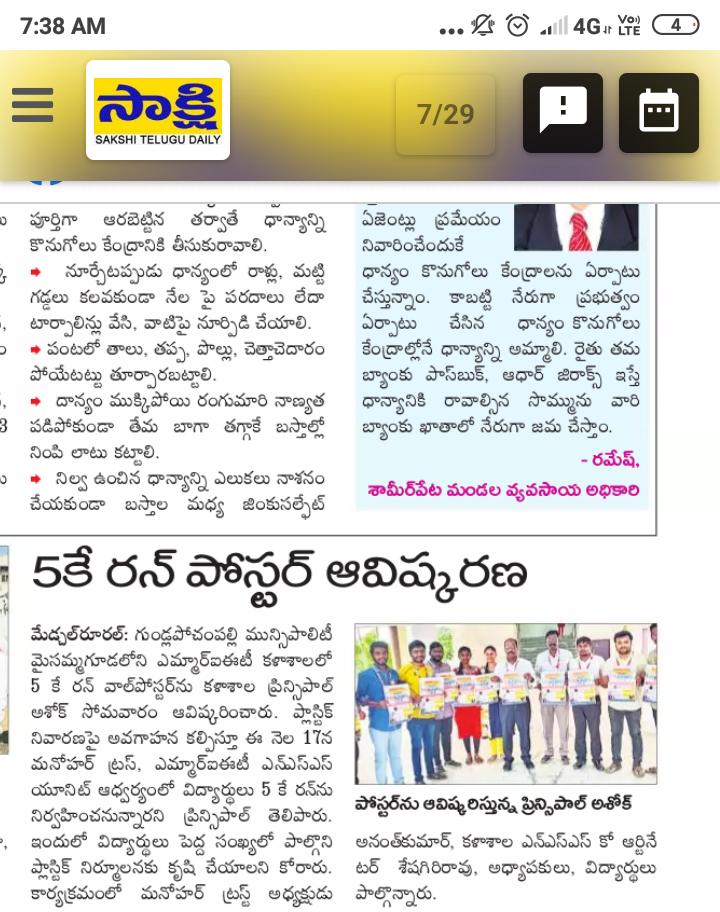 7:38 AM
4G
Vo))
LTE
4
సాక్షి
SAKSHI TELUGU DAILY
7/29
పూర్తిగా ఆరబెట్టిన తర్వాతే ధాన్యాన్ని
కొనుగోలు కేంద్రానికి తీసుకురావాలి.
నూర్చేటప్పుడు ధాన్యంలో రాళ్లు, మట్టి
గడ్డలు కలవకుండా నేల పై పరదాలు లేదా
టార్పాలిన్లు వేసి, వాటిపై నూర్పిడి చేయాలి.
పంటలో తాలు, తప్ప, పొల్లు, చెత్తాచెదారం
పోయేటట్టు తూర్పారబట్టాలి.
దాన్యం ముక్కిపోయి రంగుమారి నాణ్యత
పడిపోకుండా తేమ బాగా తగ్గాకే బస్తాల్లో
నింపి లాటు కట్టాలి.
నిల్వ ఉంచిన ధాన్యాన్ని ఎలుకలు నాశనం
చేయకుండా బస్తాల మధ్య జింకుసల్ఫేట్
ఏజెంట్లు ప్రమేయం
నివారించేందుకే
ధాన్యం కొనుగోలు కేంద్రాలను ఏర్పాటు
చేస్తున్నాం. కాబట్టి నేరుగా ప్రభుత్వం
ఏర్పాటు చేసిన ధాన్యం కొనుగోలు
కేంద్రాల్లోనే ధాన్యాన్ని అమ్మాలి. రైతు తమ
బ్యాంకు పాస్‌బుక్, ఆధార్ జిరాక్స్ ఇస్తే
ధాన్యానికి రావాల్సిన సొమ్మును వారి
బ్యాంకు ఖాతాలో నేరుగా జమ చేస్తాం.
- రమేష్,
శామీర్‌పేట మండల వ్యవసాయ అధికారి
5కే రన్ పోస్టర్ ఆవిష్కరణ
మేడ్చల్‌రూరల్: గుండ్లపోచంపల్లి మున్సిపాలిటీ
మైసమ్మగూడలోని ఎమ్మార్ఐఈటీ కళాశాలలో
5 కే రన్ వాల్‌పోస్టర్‌ను కళాశాల ప్రిన్సిపాల్
అశోక్ సోమవారం ఆవిష్కరించారు. ప్లాస్టిక్
నివారణపై అవగాహన కల్పిస్తూ ఈ నెల 17న
మనోహర్ ట్రస్, ఎమ్మార్ఐఈటీ ఎన్ఎస్ఎస్
యూనిట్ ఆధ్వర్యంలో విద్యార్థులు 5 కే రన్‌ను
నిర్వహించనున్నారని ప్రిన్సిపాల్ తెలిపారు.
ఇందులో విద్యార్థులు పెద్ద సంఖ్యలో పాల్గొని
ప్లాస్టిక్ నిర్మూలనకు కృషి చేయాలని కోరారు.
కార్యక్రమంలో మనోహర్ ట్రస్ట్ అధ్యక్షుడు
పోస్టర్‌ను ఆవిష్కరిస్తున్న ప్రిన్సిపాల్ అశోక్
అనంత్‌కుమార్, కళాశాల ఎన్ఎస్ఎస్ కో ఆర్డినే
టర్ శేషగిరిరావు, అధ్యాపకులు, విద్యార్థులు
పాల్గొన్నారు.